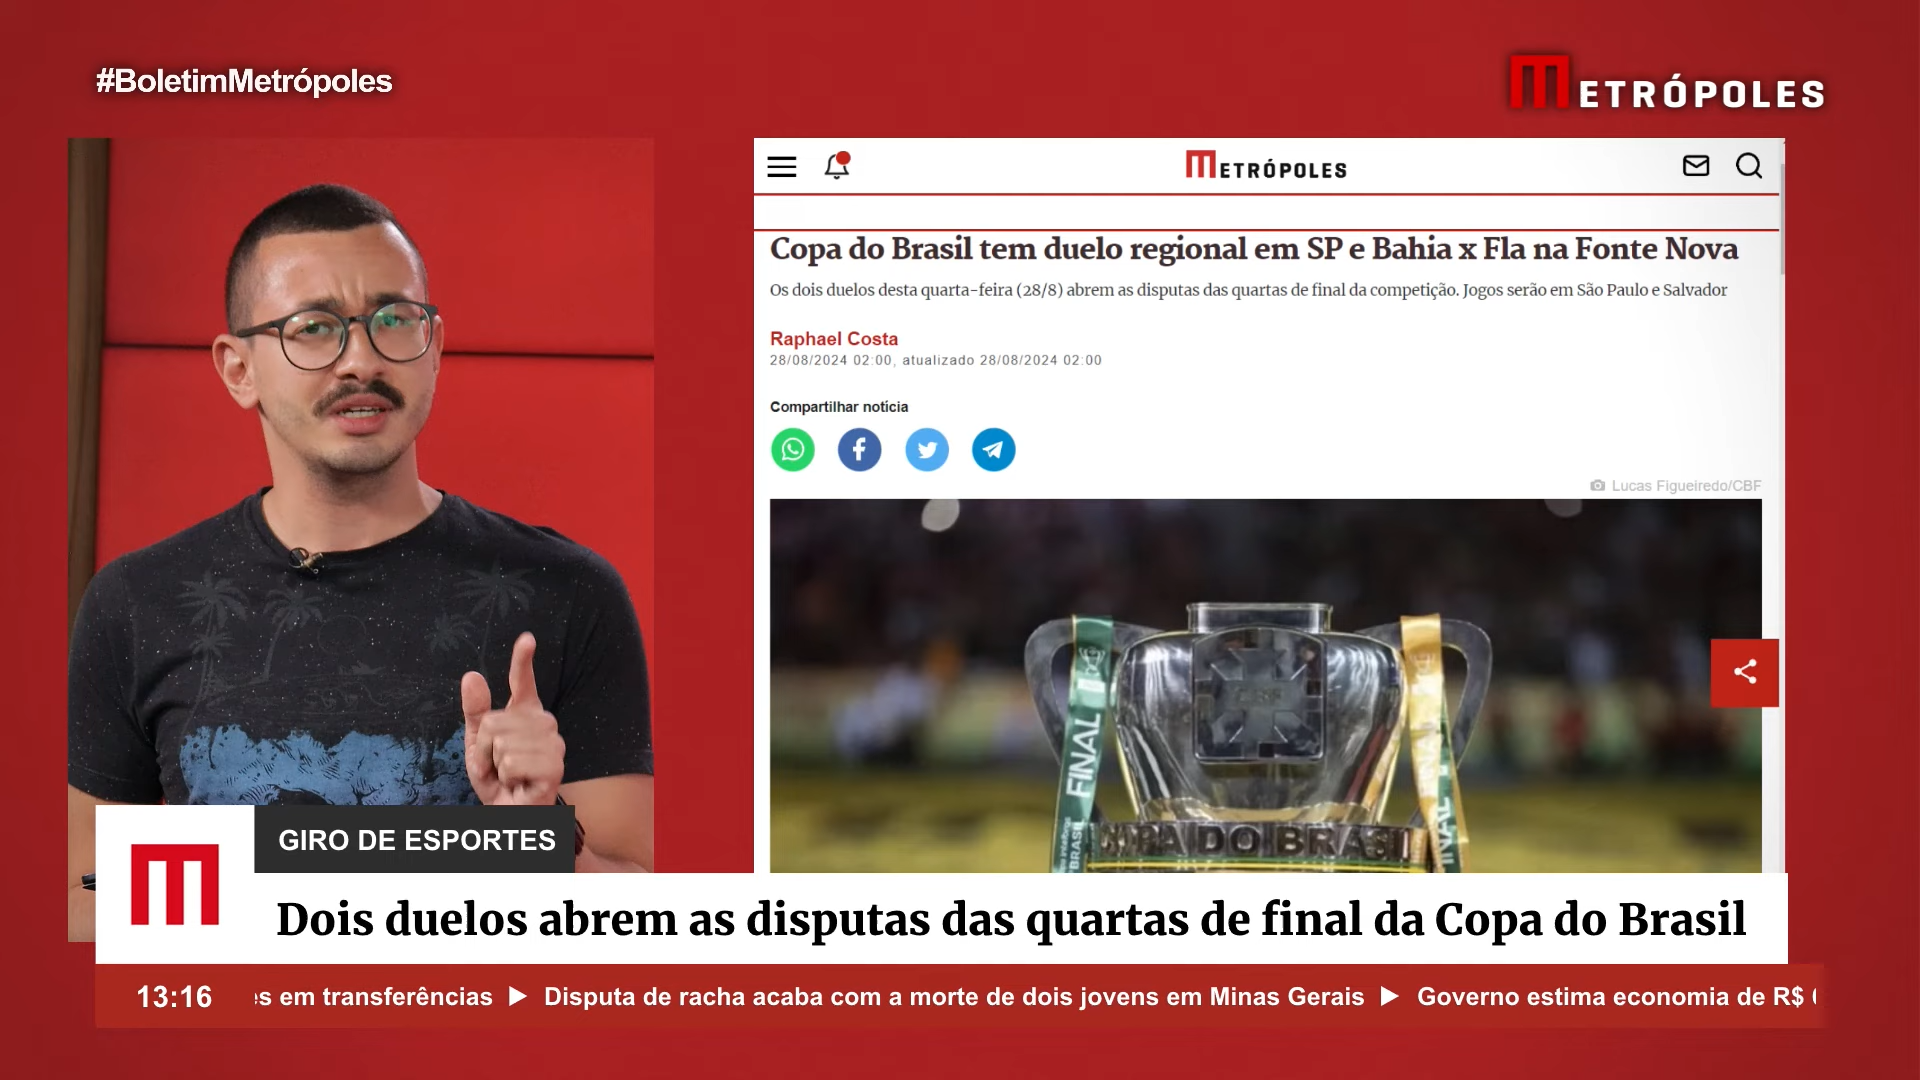 #BoletimMetrópoles
METRÓPOLES
METRÓPOLES
Copa do Brasil tem duelo regional em SP e Bahia x Fla na Fonte Nova
Os dois duelos desta quarta-feira (28/8) abrem as disputas das quartas de final da competição. Jogos serão em São Paulo e Salvador
Raphael Costa
28/08/2024 02:00, atualizado 28/08/2024 02:00
Compartilhar notícia
Lucas Figueiredo/CBF
FINAL
FINAL
BRASIL
COPA DO BRASIL
GIRO DE ESPORTES
M
Dois duelos abrem as disputas das quartas de final da Copa do Brasil
13:16
es em transferências ▶ Disputa de racha acaba com a morte de dois jovens em Minas Gerais ▶ Governo estima economia de R$